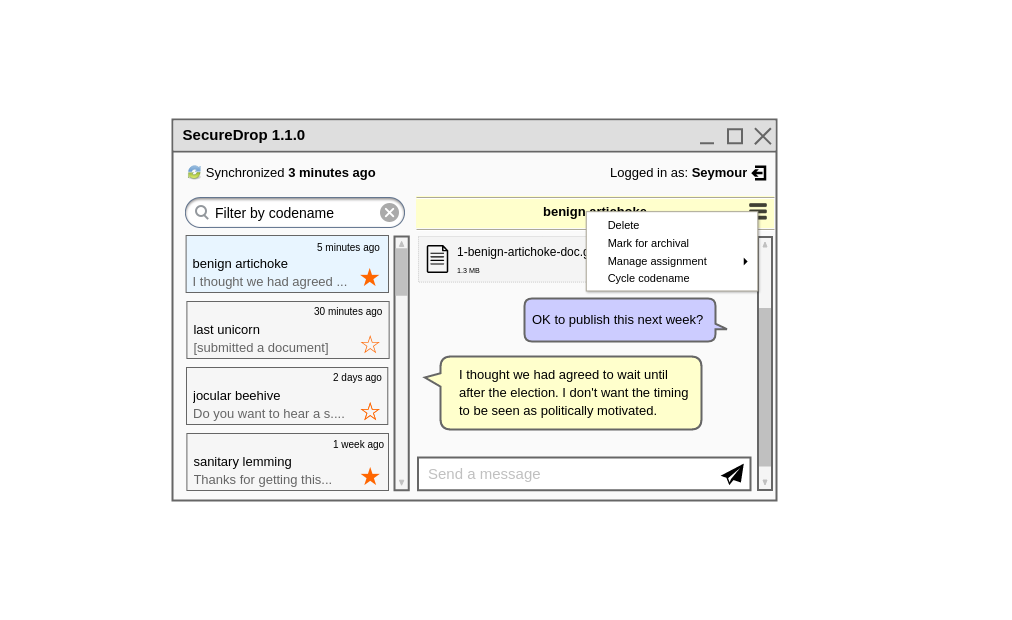 SecureDrop 1.1.0
Synchronized 3 minutes ago
Logged in as: Seymour
Filter by codename
benign artichoke
Delete
Mark for archival
Manage assignment
Cycle codename
5 minutes ago
benign artichoke
I thought we had agreed ...
30 minutes ago
last unicorn
[submitted a document]
2 days ago
jocular beehive
Do you want to hear a s....
1 week ago
sanitary lemming
Thanks for getting this...
1-benign-artichoke-doc.g
1.3 MB
OK to publish this next week?
I thought we had agreed to wait until
after the election. I don't want the timing
to be seen as politically motivated.
Send a message